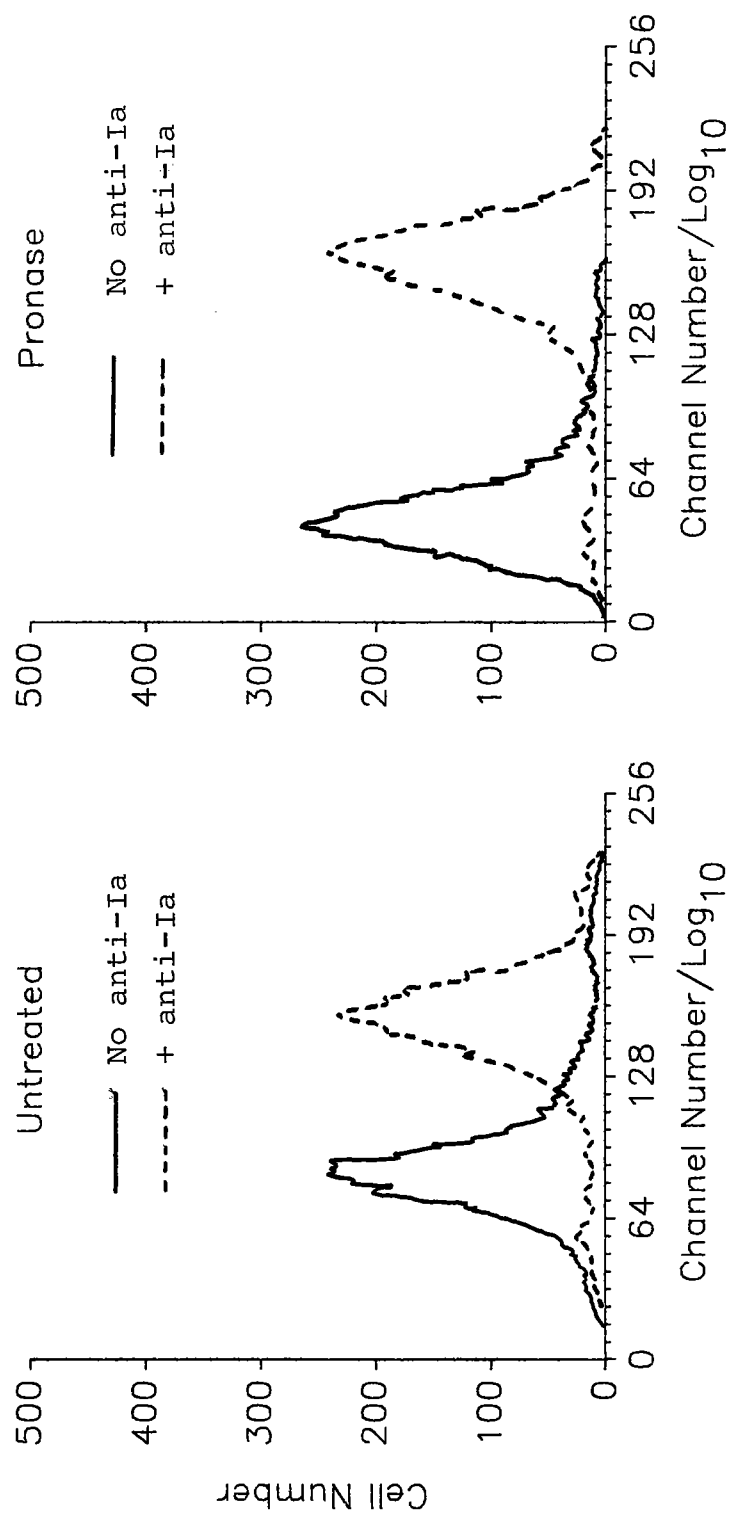 Untreated
No anti-Ia
+ anti-Ia
Cell Number
500
400
300
200
100
0
0
64
128
192
256
Channel Number/Log10
Pronase
No anti-Ia
+ anti-Ia
500
400
300
200
100
0
0
64
128
192
256
Channel Number/Log10